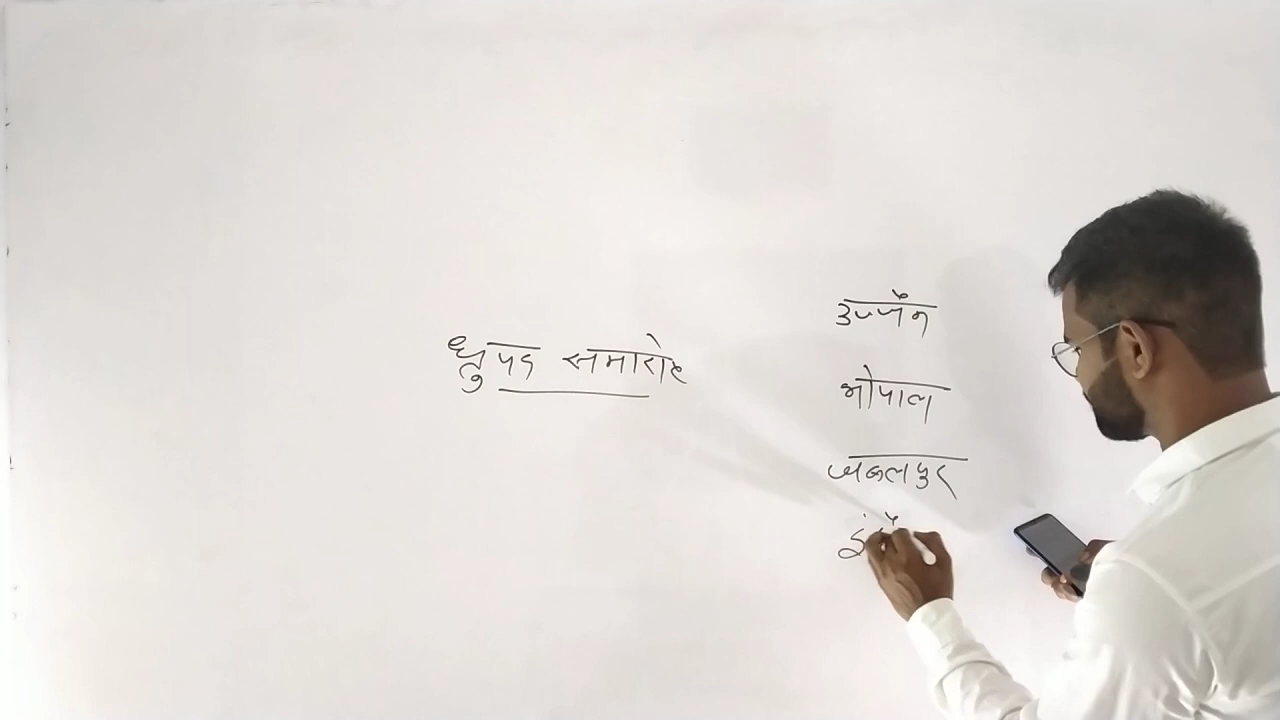 ध्रुपद समारोह
उज्जैन
भोपाल
जबलपुर